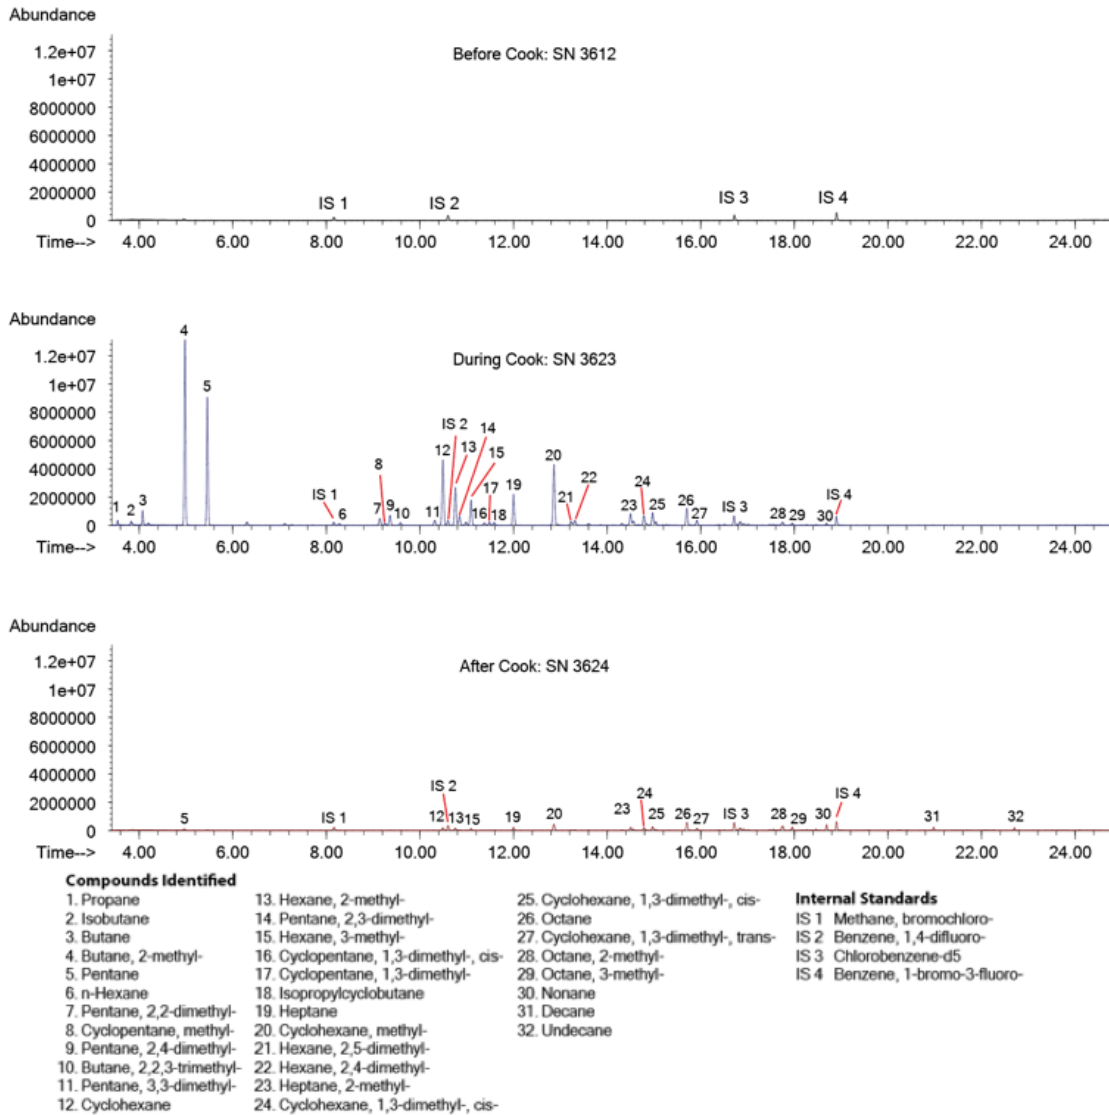 Abundance
Before Cook: SN 3612
1.2e+07
1e+07
8000000
6000000
4000000
2000000
IS 1 IS 2 IS 3 IS 4
0
Time--> 4.00 6.00 8.00 10.00 12.00 14.00 16.00 18.00 20.00 22.00 24.00
Abundance
4
During Cook: SN 3623
1.2e+07
5
1e+07
8000000
6000000
IS 2 14
12 13 15 20
4000000
8 17 19 22 24
2000000
1 2 3 IS 1 6 7 9 10 11 16 18 21 23 25 26 27 IS 3 28 29 30 IS 4
0
Time--> 4.00 6.00 8.00 10.00 12.00 14.00 16.00 18.00 20.00 22.00 24.00
Abundance
After Cook: SN 3624
1.2e+07
1e+07
8000000
6000000
4000000
IS 2 24 IS 4
2000000
5 IS 1 12 13 15 19 20 23 25 26 27 IS 3 28 29 30 31 32
0
Time--> 4.00 6.00 8.00 10.00 12.00 14.00 16.00 18.00 20.00 22.00 24.00
Compounds Identified
1. Propane
2. Isobutane
3. Butane
4. Butane, 2-methyl-
5. Pentane
6. n-Hexane
7. Pentane, 2,2-dimethyl-
8. Cyclopentane, methyl-
9. Pentane, 2,4-dimethyl-
10. Butane, 2,2,3-trimethyl-
11. Pentane, 3,3-dimethyl-
12. Cyclohexane
13. Hexane, 2-methyl-
14. Pentane, 2,3-dimethyl-
15. Hexane, 3-methyl-
16. Cyclopentane, 1,3-dimethyl-, cis-
17. Cyclopentane, 1,3-dimethyl-
18. Isopropylcyclobutane
19. Heptane
20. Cyclohexane, methyl-
21. Hexane, 2,5-dimethyl-
22. Hexane, 2,4-dimethyl-
23. Heptane, 2-methyl-
24. Cyclohexane, 1,3-dimethyl-, cis-
25. Cyclohexane, 1,3-dimethyl-, cis-
26. Octane
27. Cyclohexane, 1,3-dimethyl-, trans-
28. Octane, 2-methyl-
29. Octane, 3-methyl-
30. Nonane
31. Decane
32. Undecane
Internal Standards
IS 1 Methane, bromochloro-
IS 2 Benzene, 1,4-difluoro-
IS 3 Chlorobenzene-d5
IS 4 Benzene, 1-bromo-3-fluoro-